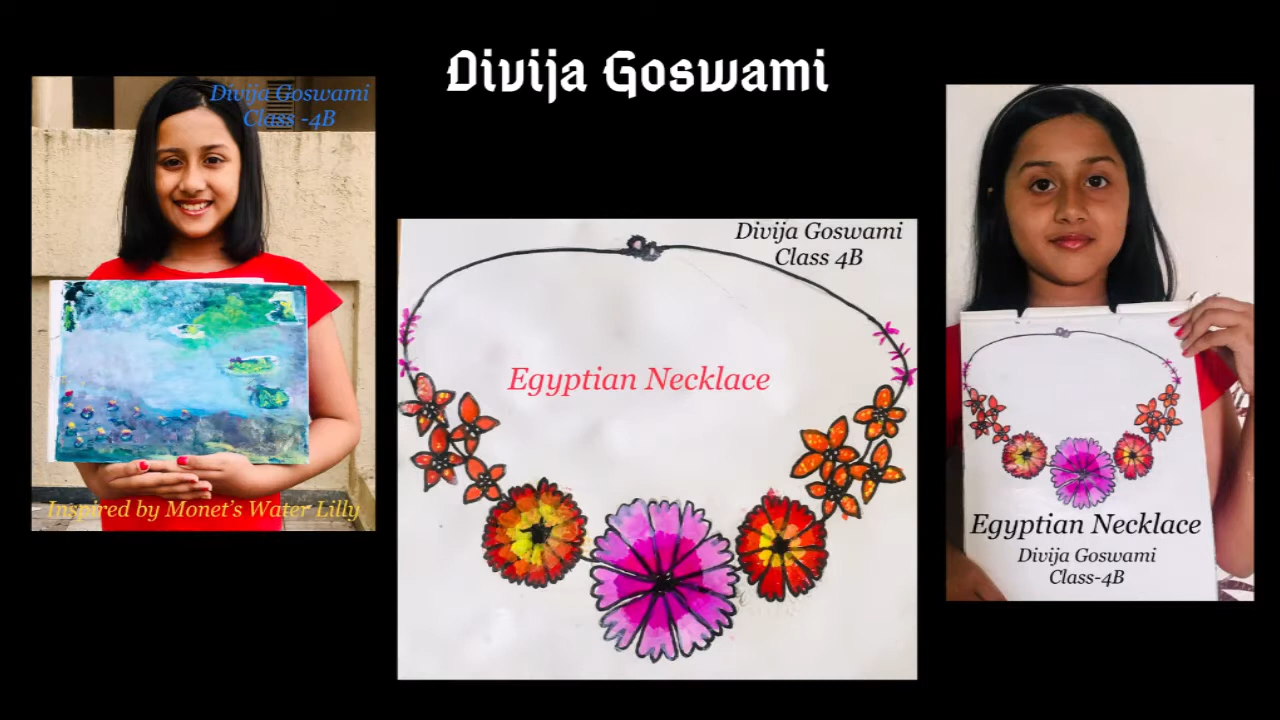 Divija Goswami
Divija Goswami
Class -4B
Inspired by Monet's Water Lilly
Divija Goswami
Class 4B
Egyptian Necklace
Egyptian Necklace
Divija Goswami
Class-4B